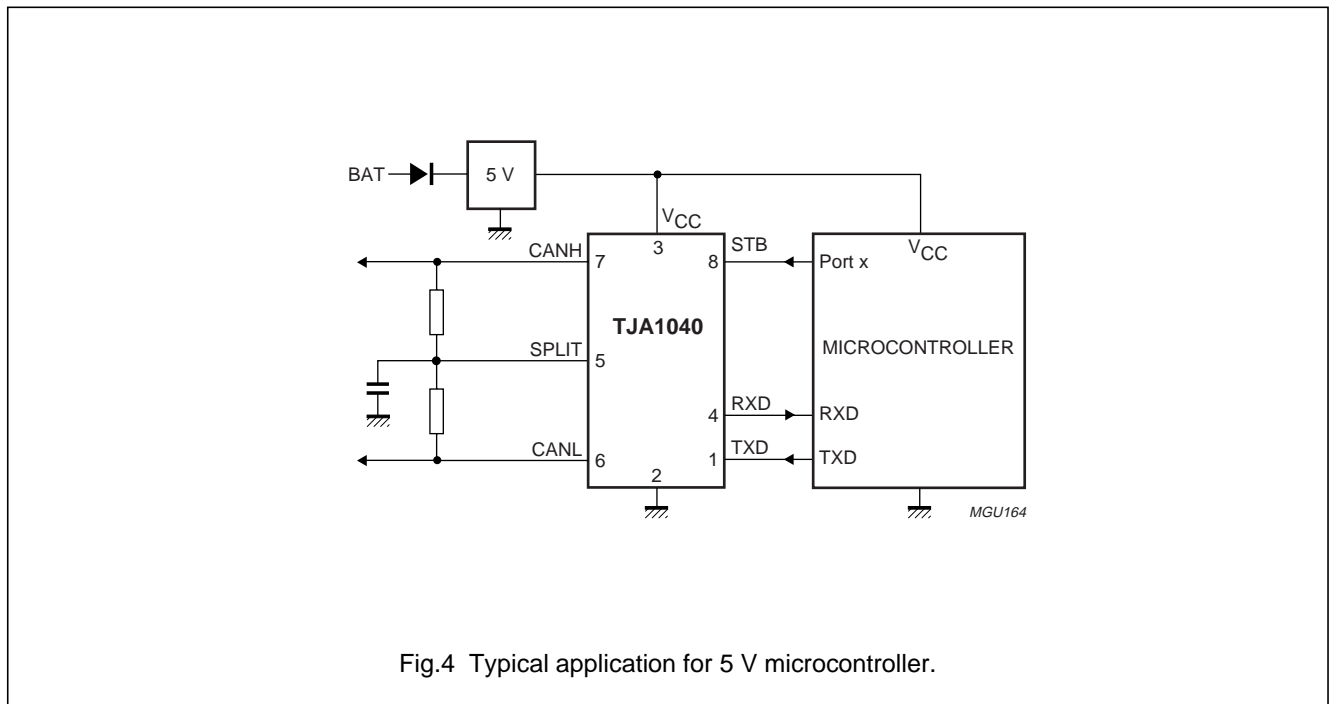 BAT
5 V
VCC
CANH
7
3
STB
8
Port x
VCC
TJA1040
MICROCONTROLLER
SPLIT
5
4
RXD
RXD
CANL
6
1
TXD
TXD
2
MGU164
Fig.4 Typical application for 5 V microcontroller.